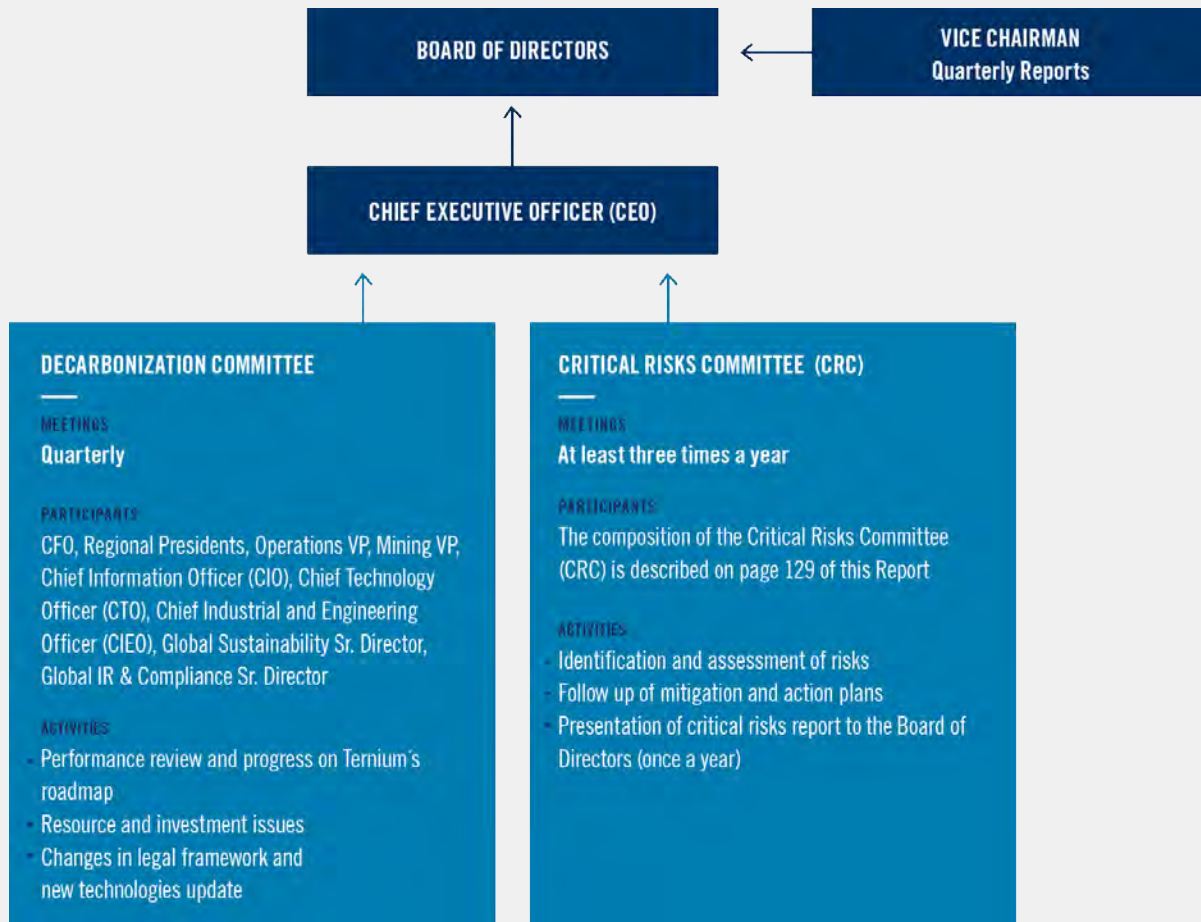 BOARD OF DIRECTORS
VICE CHAIRMAN
Quarterly Reports
CHIEF EXECUTIVE OFFICER (CEO)
DECARBONIZATION COMMITTEE
MEETINGS
Quarterly
PARTICIPANTS
CFO, Regional Presidents, Operations VP, Mining VP,
Chief Information Officer (CIO), Chief Technology
Officer (CTO), Chief Industrial and Engineering
Officer (CIEO), Global Sustainability Sr. Director,
Global IR & Compliance Sr. Director
ACTIVITIES
- Performance review and progress on Ternium´s
roadmap
- Resource and investment issues
- Changes in legal framework and
new technologies update
CRITICAL RISKS COMMITTEE (CRC)
MEETINGS
At least three times a year
PARTICIPANTS
The composition of the Critical Risks Committee
(CRC) is described on page 129 of this Report
ACTIVITIES
- Identification and assessment of risks
- Follow up of mitigation and action plans
- Presentation of critical risks report to the Board of
Directors (once a year)